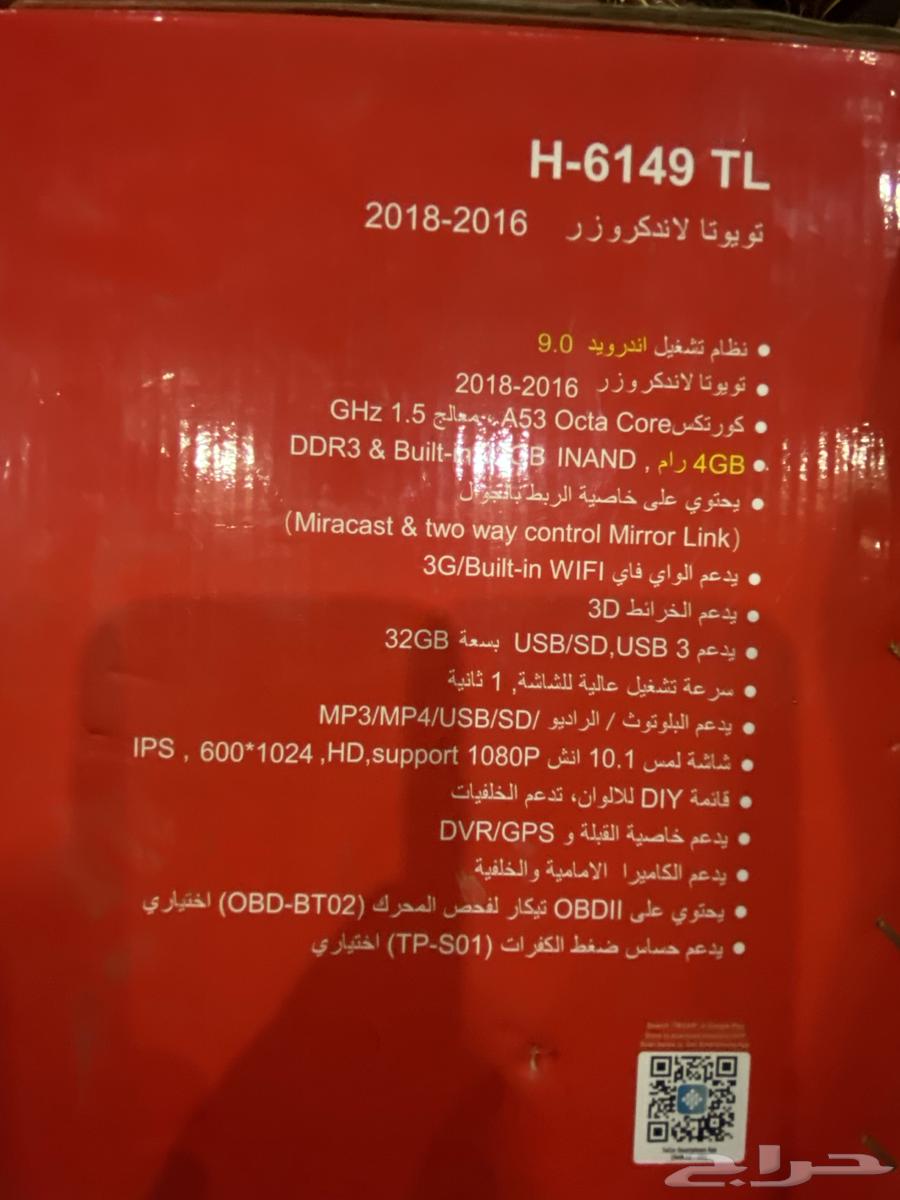 H-6149 TL
تويوتا لاندكروزر 2016-2018
• نظام تشغيل اندرويد 9.0
• تويوتا لاندكروزر 2016-2018
• كورتكس A53 Octa Core، معالج 1.5 GHz
• 4GB رام , DDR3 & Built-in GB INAND
• يحتوي على خاصية الربط بالجوال
(Miracast & two way control Mirror Link)
• يدعم الواي فاي 3G/Built-in WIFI
• يدعم الخرائط 3D
• يدعم USB/SD,USB 3 بسعة 32GB
• سرعة تشغيل عالية للشاشة, 1 ثانية
• يدعم البلوتوث / الراديو /MP3/MP4/USB/SD
• شاشة لمس 10.1 انش HD,support 1080P, 1024*600 , IPS
• قائمة DIY للالوان، تدعم الخلفيات
• يدعم خاصية القبلة و DVR/GPS
• يدعم الكاميرا الامامية والخلفية
• يحتوي على OBDII تيكار لفحص المحرك (OBD-BT02) اختياري
• يدعم حساس ضغط الكفرات (TP-S01) اختياري
حراج